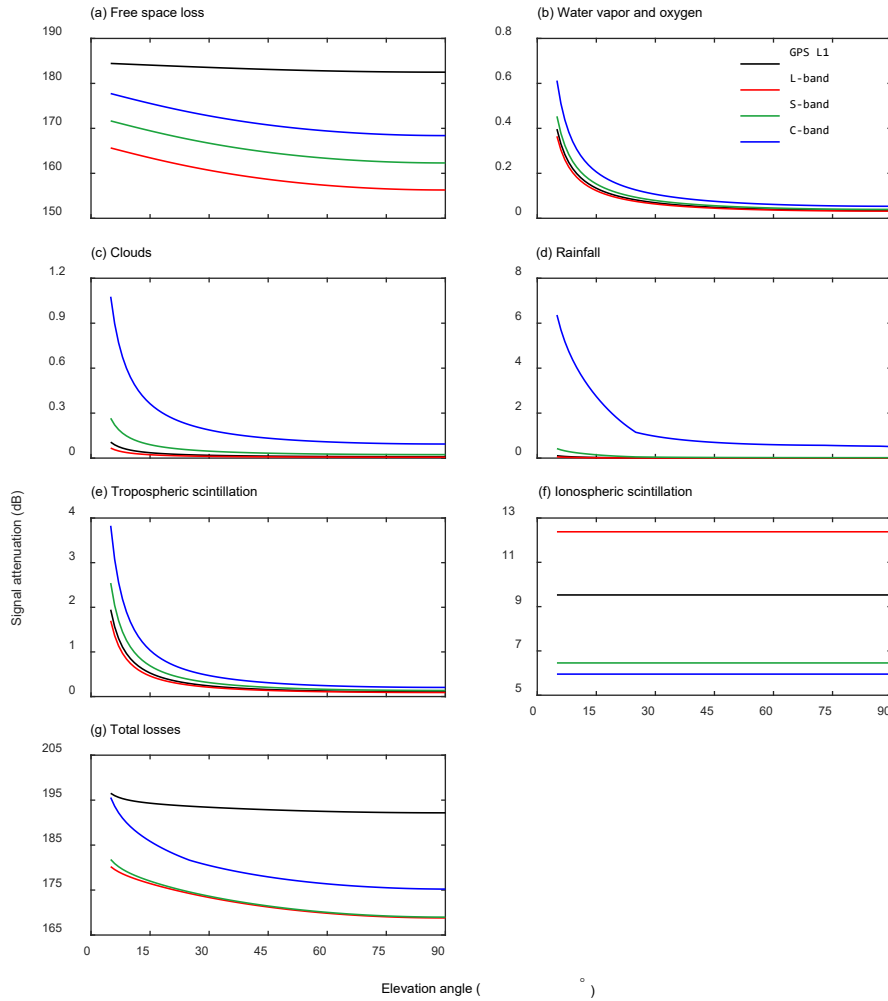 (a) Free space loss
190
180
170
160
150
(b) Water vapor and oxygen
0.8
0.6
0.4
0.2
0
GPS L1
L-band
S-band
C-band
(c) Clouds
1.2
0.9
0.6
0.3
0
(d) Rainfall
8
6
4
2
0
(e) Tropospheric scintillation
4
3
2
1
0
(f) Ionospheric scintillation
13
11
9
7
5
0 15 30 45 60 75 90
Signal attenuation (dB)
(g) Total losses
205
195
185
175
165
0 15 30 45 60 75 90
Elevation angle ( ° )